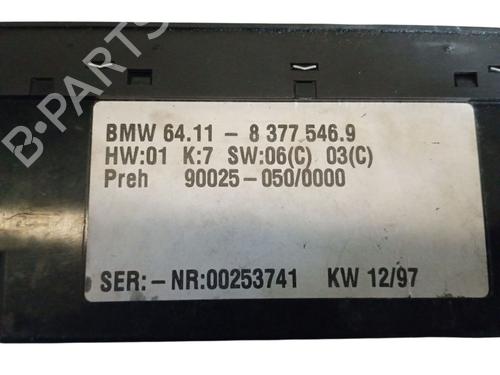 B-PARTS
BMW 64.11 - 8 377 546.9
HW:01 K:7 SW:06(C) 03(C)
Preh 90025-050/0000
SER:-NR:00253741 KW 12/97